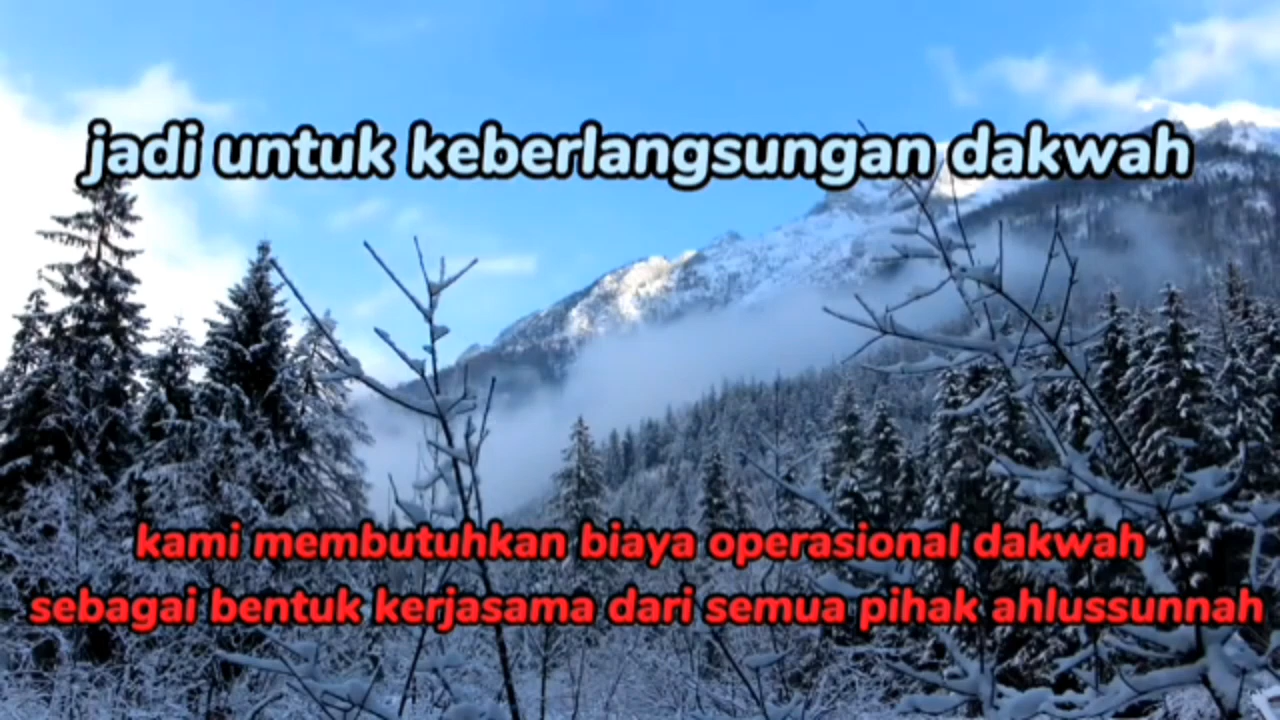 jadi untuk keberlangsungan dakwah
kami membutuhkan biaya operasional dakwah
sebagai bentuk kerjasama dari semua pihak ahlussunnah